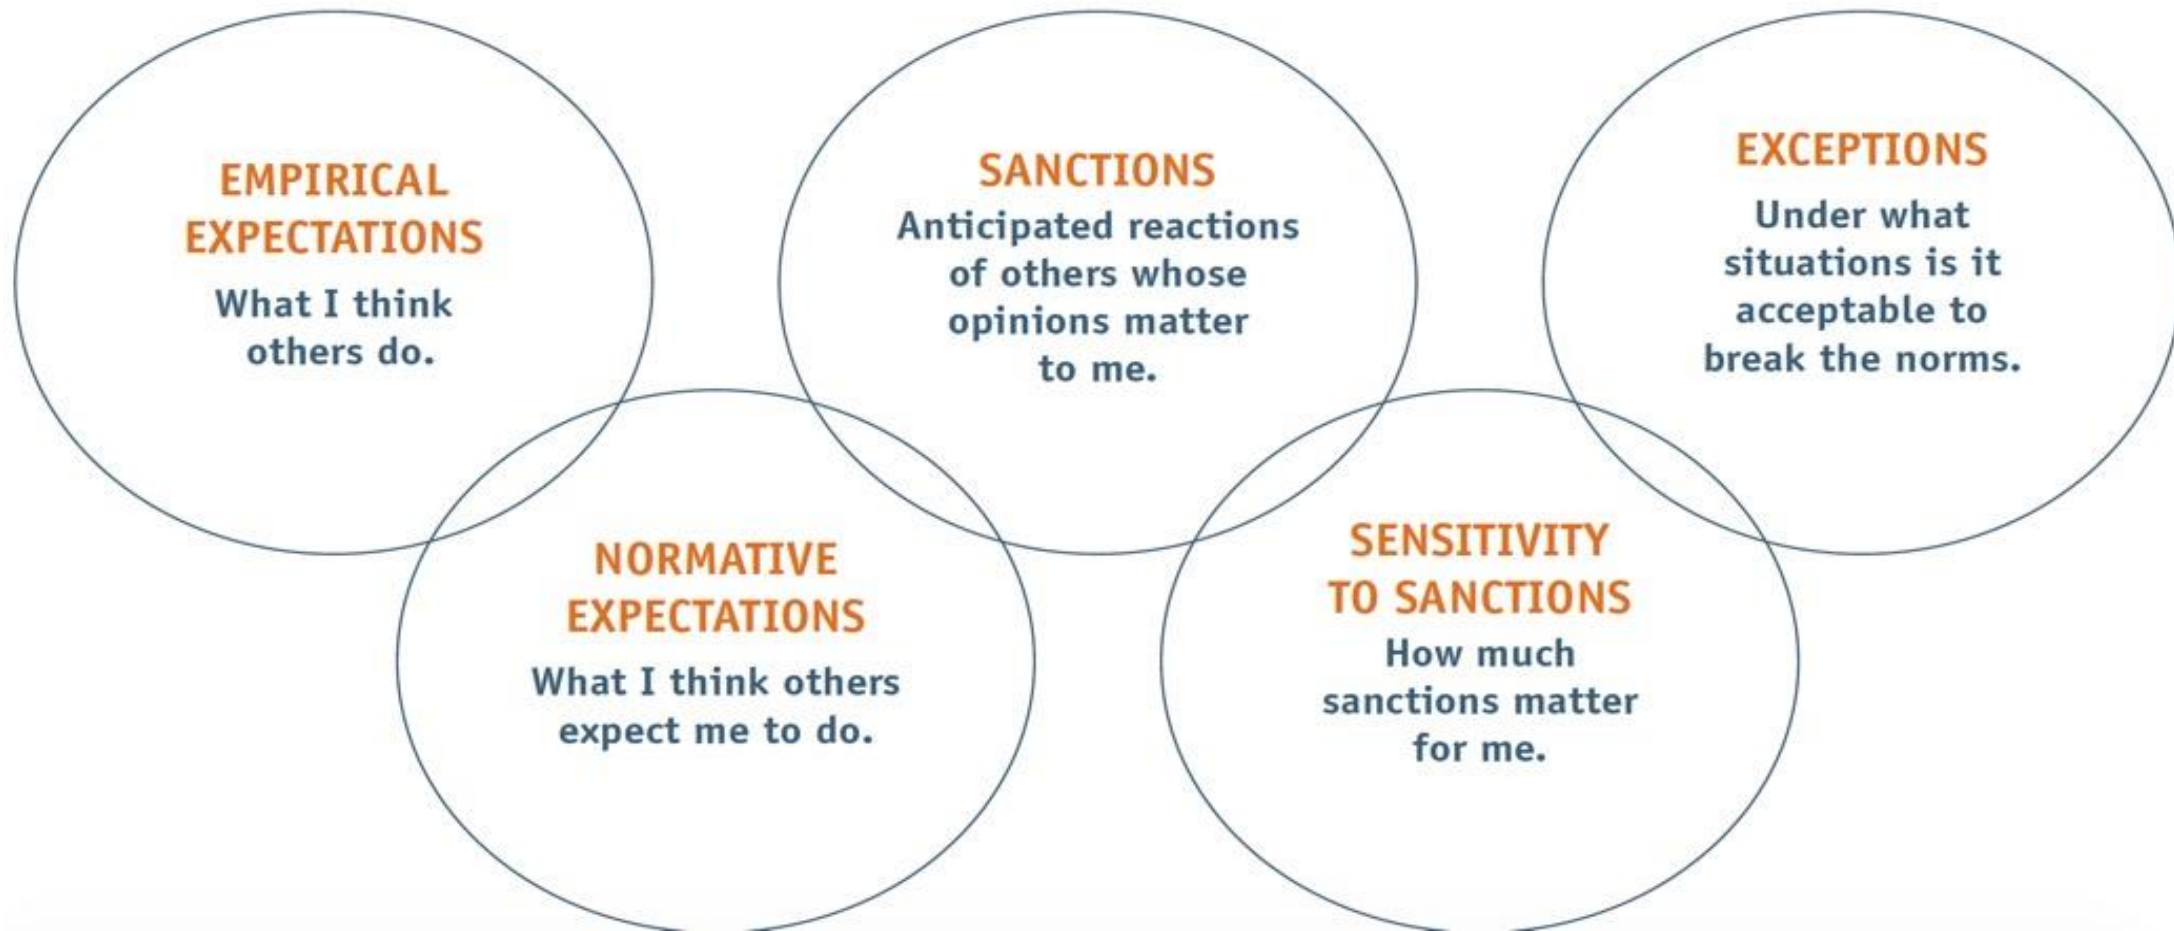 EMPIRICAL
EXPECTATIONS
What I think
others do.
NORMATIVE
EXPECTATIONS
What I think others
expect me to do.
SANCTIONS
Anticipated reactions
of others whose
opinions matter
to me.
SENSITIVITY
TO SANCTIONS
How much
sanctions matter
for me.
EXCEPTIONS
Under what
situations is it
acceptable to
break the norms.